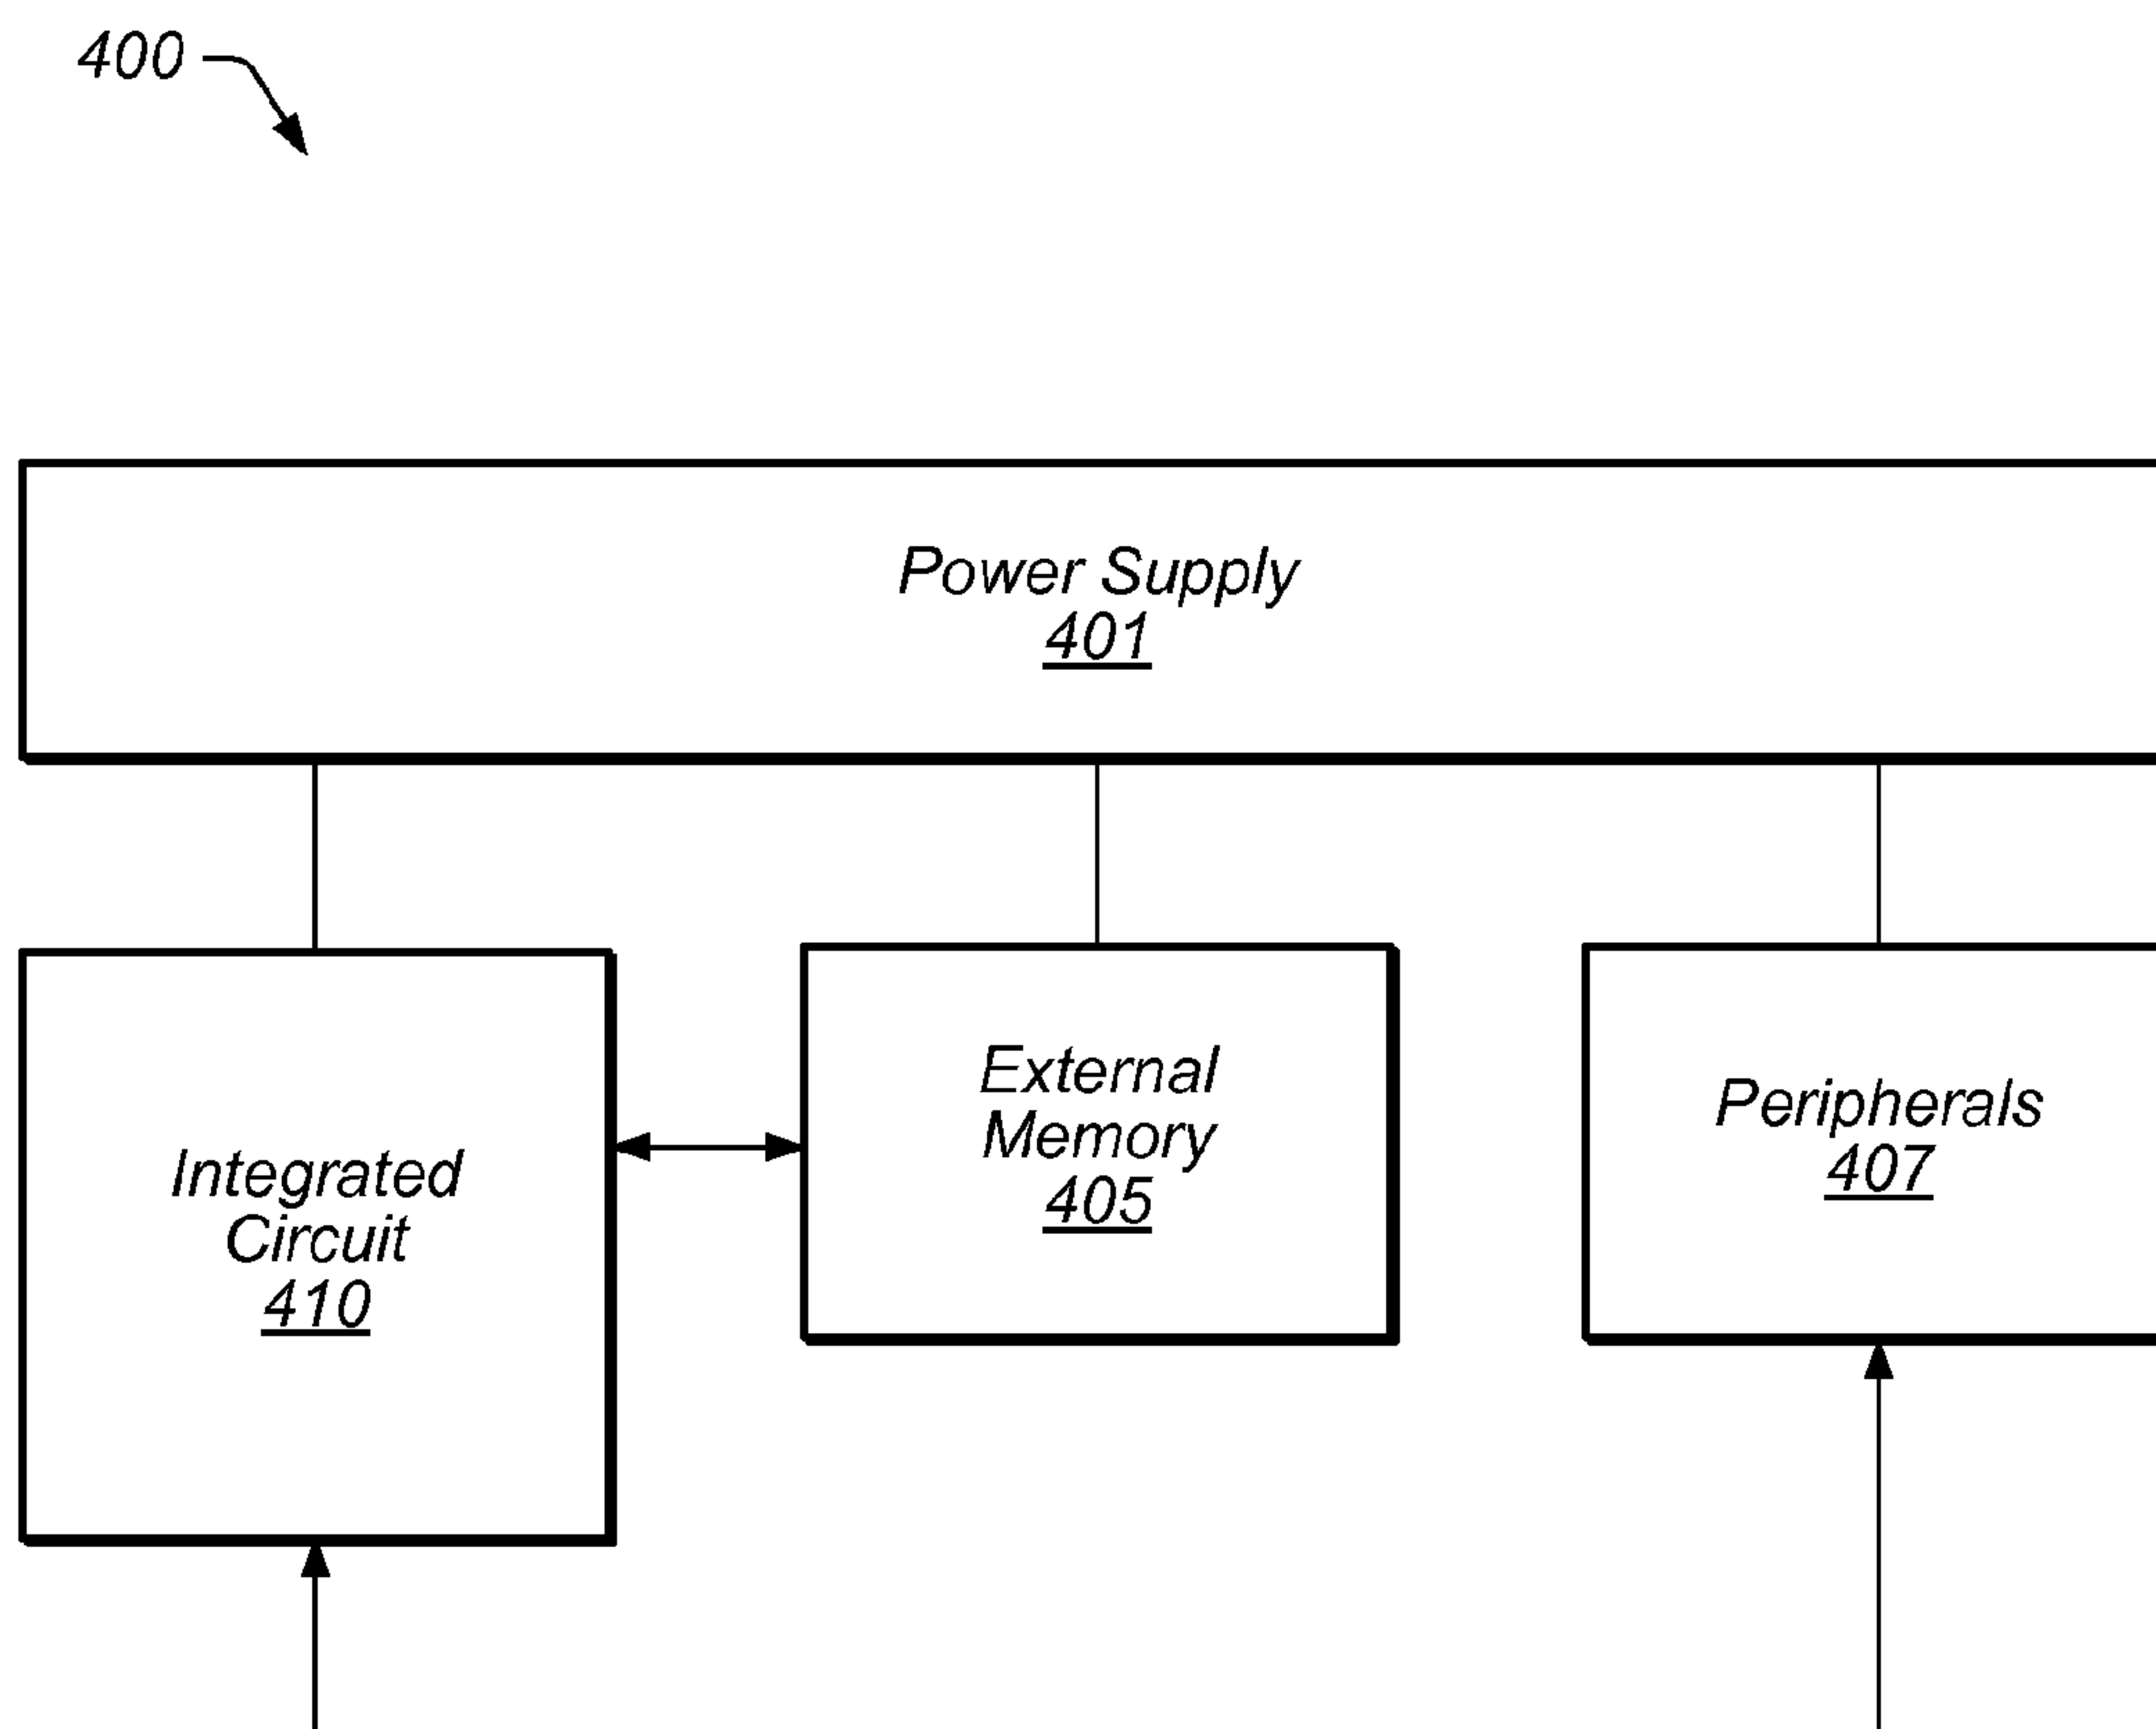 400
Power Supply
401
Integrated
Circuit
410
External
Memory
405
Peripherals
407